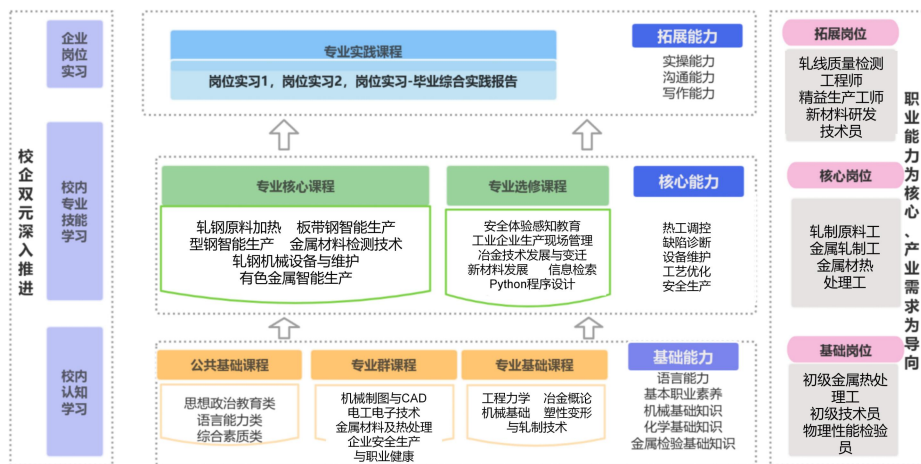 校企双元深入推进
企业
岗位
实习
专业实践课程
岗位实习1，岗位实习2，岗位实习-毕业综合实践报告
拓展能力
实操能力
沟通能力
写作能力
拓展岗位
轧线质量检测
工程师
精益生产工师
新材料研发
技术员
职业能力为核心、产业需求为导向
校内
专业
技能
学习
专业核心课程
轧钢原料加热 板带钢智能生产
型钢智能生产 金属材料检测技术
轧钢机械设备与维护
有色金属智能生产
专业选修课程
安全体验感知教育
工业企业生产现场管理
冶金技术发展与变迁
新材料发展 信息检索
Python程序设计
核心能力
热工调控
缺陷诊断
设备维护
工艺优化
安全生产
核心岗位
轧制原料工
金属轧制工
金属材热
处理工
校内
认知
学习
公共基础课程
思想政治教育类
语言能力类
综合素质类
专业群课程
机械制图与CAD
电工电子技术
金属材料及热处理
企业安全生产
与职业健康
专业基础课程
工程力学 冶金概论
机械基础 塑性变形
与轧制技术
基础能力
语言能力
基本职业素养
机械基础知识
化学基础知识
金属检验基础知识
基础岗位
初级金属热处
理工
初级技术员
物理性能检验
员